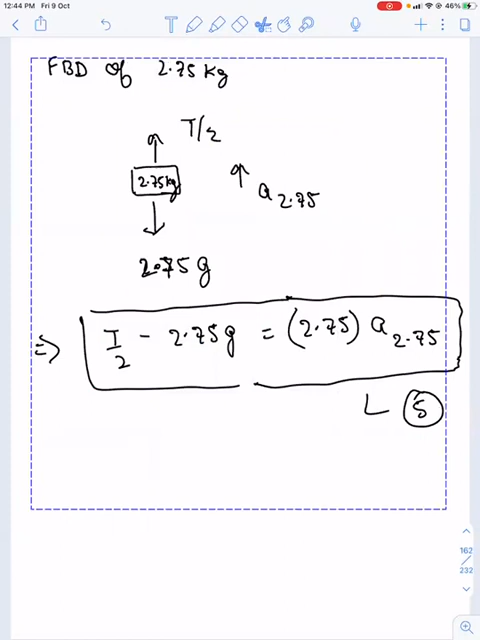 12:44 PM Fri 9 Oct 46%
FBD of 2.75 kg
T/2
2.75kg
a 2.75
2.75 g
⇒ T/2 - 2.75g = (2.75) a 2.75
5
162
/
232